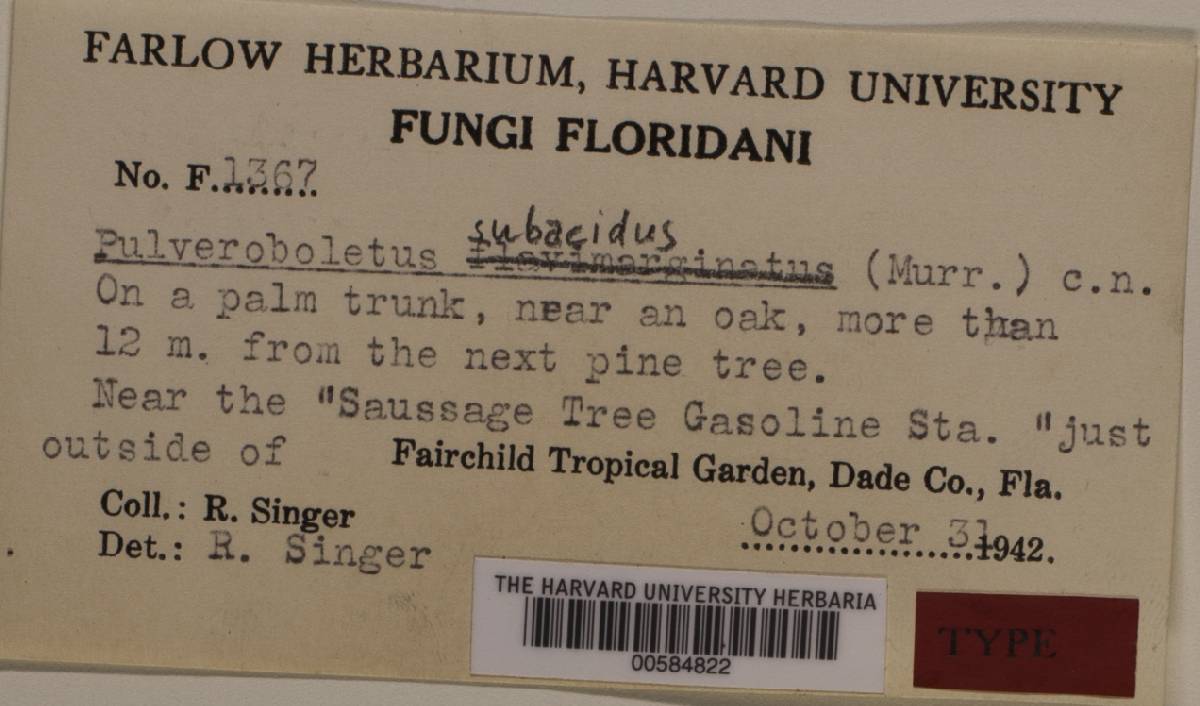 FARLOW HERBARIUM, HARVARD UNIVERSITY
FUNGI FLORIDANI
No. F. 1367
subacidus
Pulveroboletus flavimarginatus (Murr.) c.n.
On a palm trunk, near an oak, more than
12 m. from the next pine tree.
Near the "Saussage Tree Gasoline Sta. "just
outside of Fairchild Tropical Garden, Dade Co., Fla.
Coll.: R. Singer
October 31 1942.
Det.: R. Singer
THE HARVARD UNIVERSITY HERBARIA
00584822
TYPE